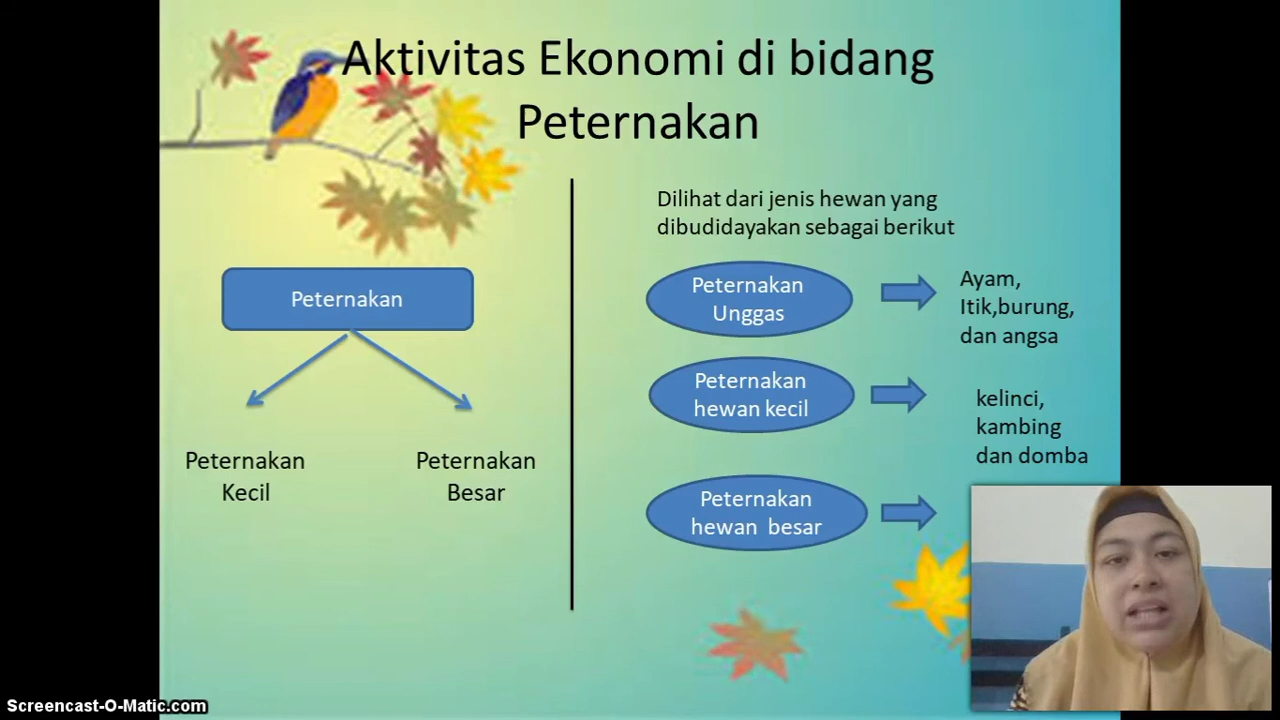 Aktivitas Ekonomi di bidang
Peternakan
Peternakan
Peternakan
Kecil
Peternakan
Besar
Dilihat dari jenis hewan yang
dibudidayakan sebagai berikut
Peternakan
Unggas
Ayam,
Itik,burung,
dan angsa
Peternakan
hewan kecil
kelinci,
kambing
dan domba
Peternakan
hewan  besar
Screencast-O-Matic.com